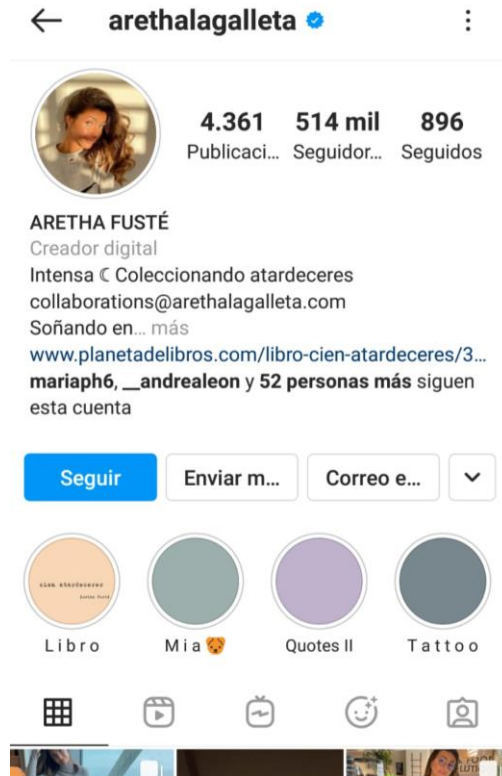 arethalagalleta
4.361 514 mil 896
Publicaci... Seguidor... Seguidos
ARETHA FUSTÉ
Creador digital
Intensa ☾ Coleccionando atardeceres
collaborations@arethalagalleta.com
Soñando en... más
www.planetadelibros.com/libro-cien-atardeceres/3...
mariaph6, __andrealeon y 52 personas más siguen
esta cuenta
Seguir Enviar m... Correo e...
cien atardeceres
Libro Mia🐶 Quotes II Tattoo